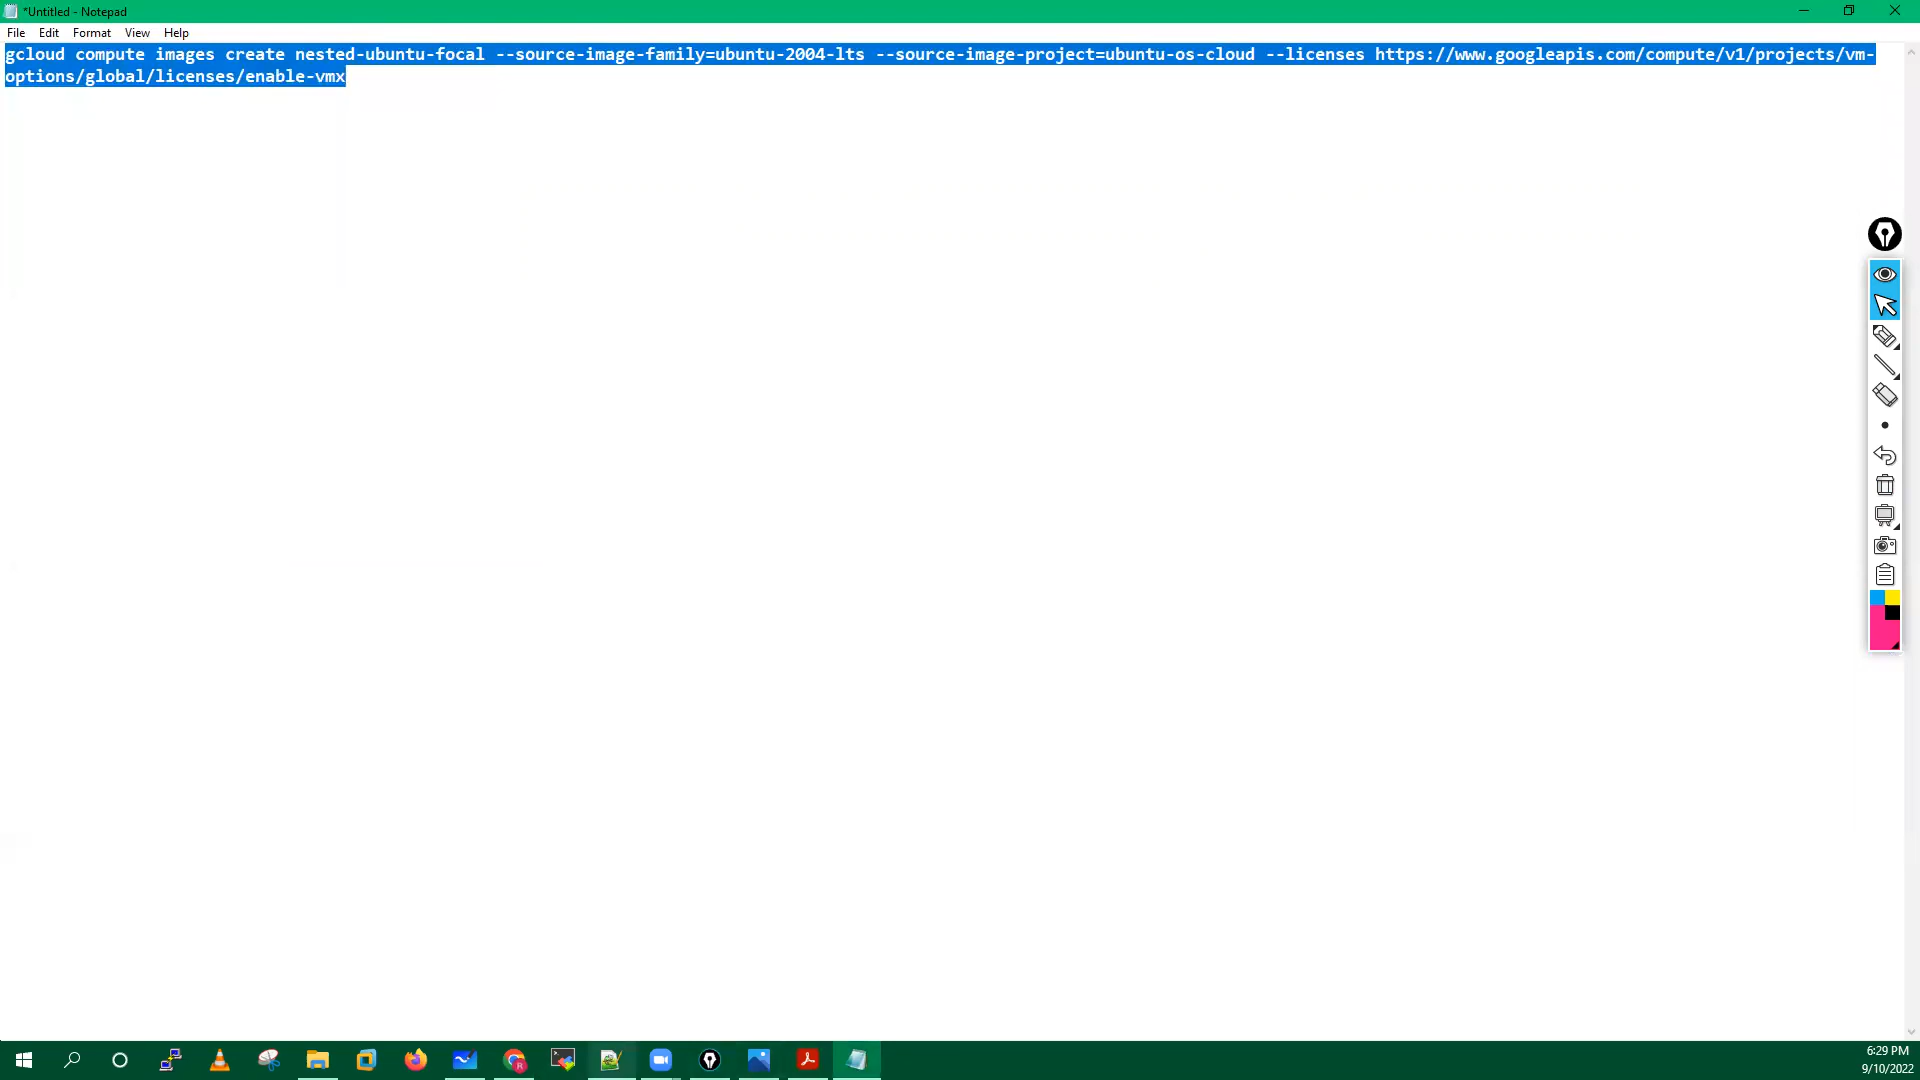 *Untitled - Notepad
File Edit Format View Help
gcloud compute images create nested-ubuntu-focal --source-image-family=ubuntu-2004-lts --source-image-project=ubuntu-os-cloud --licenses https://www.googleapis.com/compute/v1/projects/vm-
options/global/licenses/enable-vmx
6:29 PM
9/10/2022